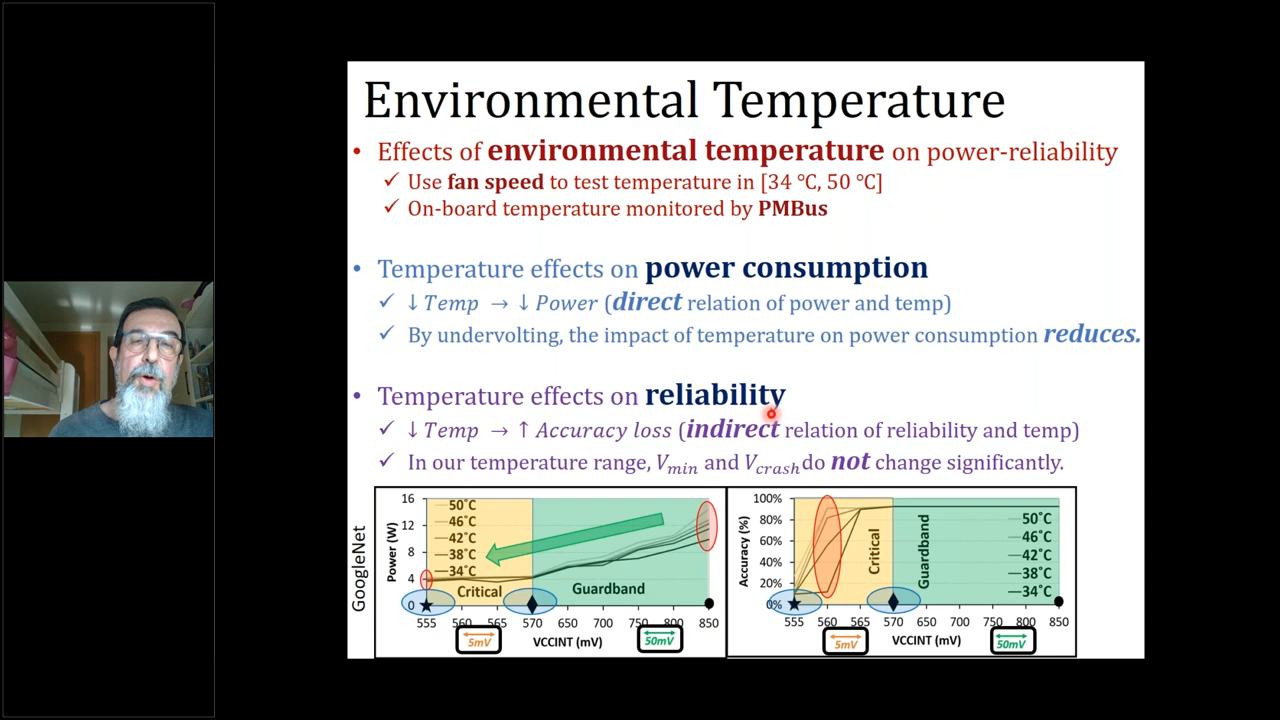 Environmental Temperature
• Effects of environmental temperature on power-reliability
✓ Use fan speed to test temperature in [34 °C, 50 °C]
✓ On-board temperature monitored by PMBus
• Temperature effects on power consumption
✓ ↓ Temp → ↓ Power (direct relation of power and temp)
✓ By undervolting, the impact of temperature on power consumption reduces.
• Temperature effects on reliability
✓ ↓ Temp → ↑ Accuracy loss (indirect relation of reliability and temp)
✓ In our temperature range, Vmin and Vcrash do not change significantly.
GoogleNet
Power (W)
16
12
8
4
0
50˚C
46˚C
42˚C
38˚C
34˚C
Critical
Guardband
555 560 565 570 650 700 750 800 850
5mV
VCCINT (mV)
50mV
Accuracy (%)
100%
80%
60%
40%
20%
0%
Critical
Guardband
50˚C
46˚C
42˚C
38˚C
34˚C
555 560 565 570 650 700 750 800 850
5mV
VCCINT (mV)
50mV